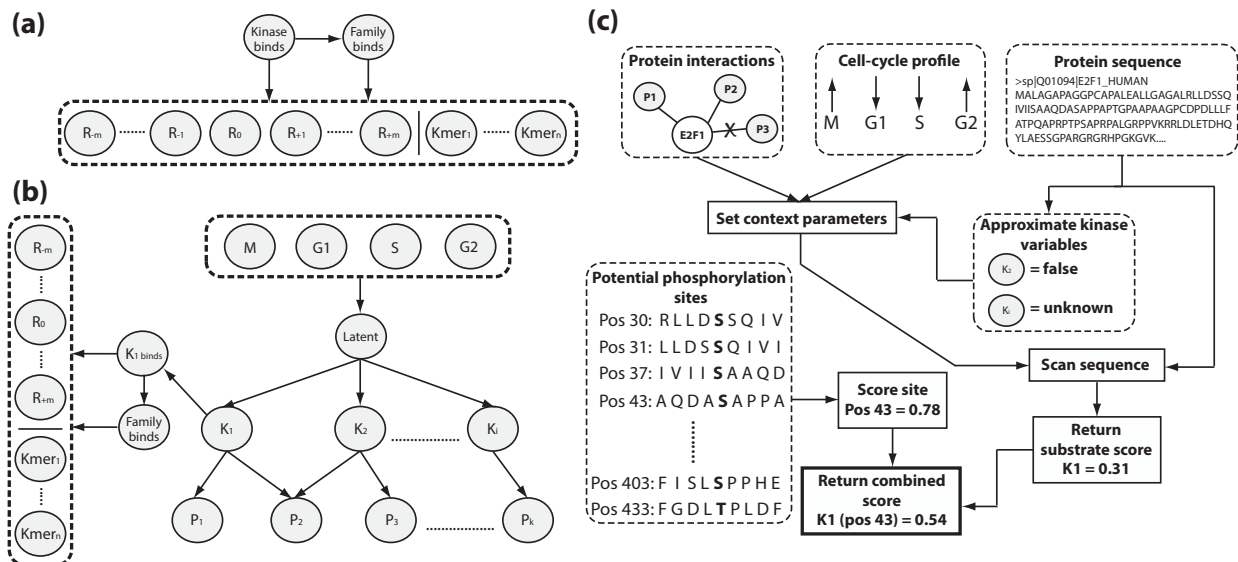 (a)
Kinase
binds
Family
binds
R-m
R-1
R0
R+1
R+m
Kmer1
Kmern
(b)
R-m
R0
R+m
Kmer1
Kmern
M
G1
S
G2
Latent
K1 binds
Family
binds
K1
K2
Ki
P1
P2
P3
Pk
(c)
Protein interactions
P1
P2
E2F1
X
P3
Cell-cycle profile
M G1 S G2
Protein sequence
>sp|Q01094|E2F1_HUMAN
MALAGAPAGGPCAPALEALLGAGALRLLDSSQ
IVIISAAQDASAPPAPTGPAAPAAGPCDPDLLLF
ATPQAPRPTPSAPRPALGRPPVKRRLDLETDHQ
YLAESSGPARGRGRHPGKGVK....
Set context parameters
Approximate kinase
variables
K2 = false
Ki = unknown
Potential phosphorylation
sites
Pos 30: R L L D S S Q I V
Pos 31: L L D S S Q I V I
Pos 37: I V I I S A A Q D
Pos 43: A Q D A S A P P A
Pos 403: F I S L S P P H E
Pos 433: F G D L T P L D F
Score site
Pos 43 = 0.78
Scan sequence
Return
substrate score
K1 = 0.31
Return combined
score
K1 (pos 43) = 0.54